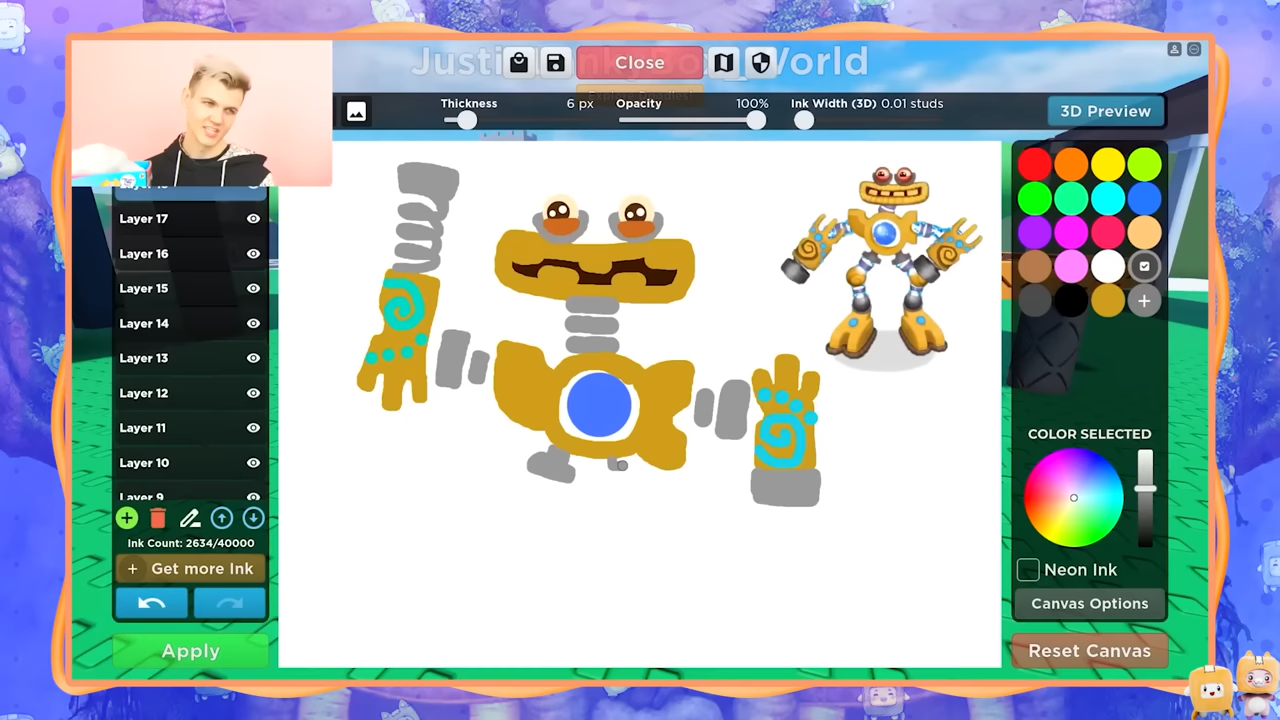 Close
Thickness 6 px Opacity 100% Ink Width (3D) 0.01 studs
3D Preview
Layer 17
Layer 16
Layer 15
Layer 14
Layer 13
Layer 12
Layer 11
Layer 10
Layer 9
COLOR SELECTED
Ink Count: 2634/40000
+ Get more Ink
Neon Ink
Canvas Options
Apply
Reset Canvas